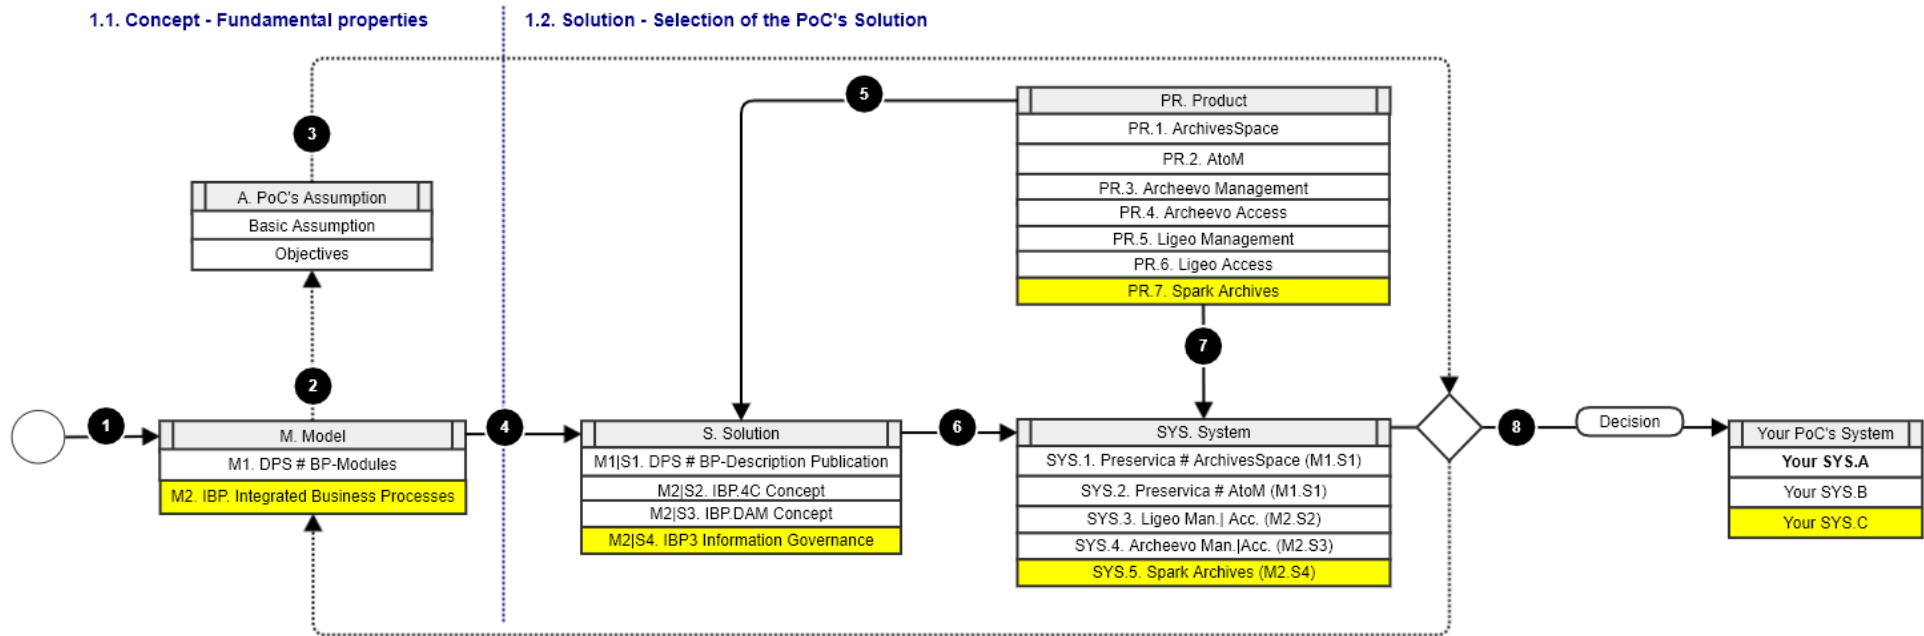 1.1. Concept - Fundamental properties
1.2. Solution - Selection of the PoC's Solution
3
A. PoC's Assumption
Basic Assumption
Objectives
2
1
M. Model
M1. DPS # BP-Modules
M2. IBP. Integrated Business Processes
4
5
PR. Product
PR.1. ArchivesSpace
PR.2. AtoM
PR.3. Archeevo Management
PR.4. Archeevo Access
PR.5. Ligeo Management
PR.6. Ligeo Access
PR.7. Spark Archives
7
S. Solution
M1|S1. DPS # BP-Description Publication
M2|S2. IBP.4C Concept
M2|S3. IBP.DAM Concept
M2|S4. IBP3 Information Governance
6
SYS. System
SYS.1. Preservica # ArchivesSpace (M1.S1)
SYS.2. Preservica # AtoM (M1.S1)
SYS.3. Ligeo Man.| Acc. (M2.S2)
SYS.4. Archeevo Man.|Acc. (M2.S3)
SYS.5. Spark Archives (M2.S4)
8
Decision
Your PoC's System
Your SYS.A
Your SYS.B
Your SYS.C